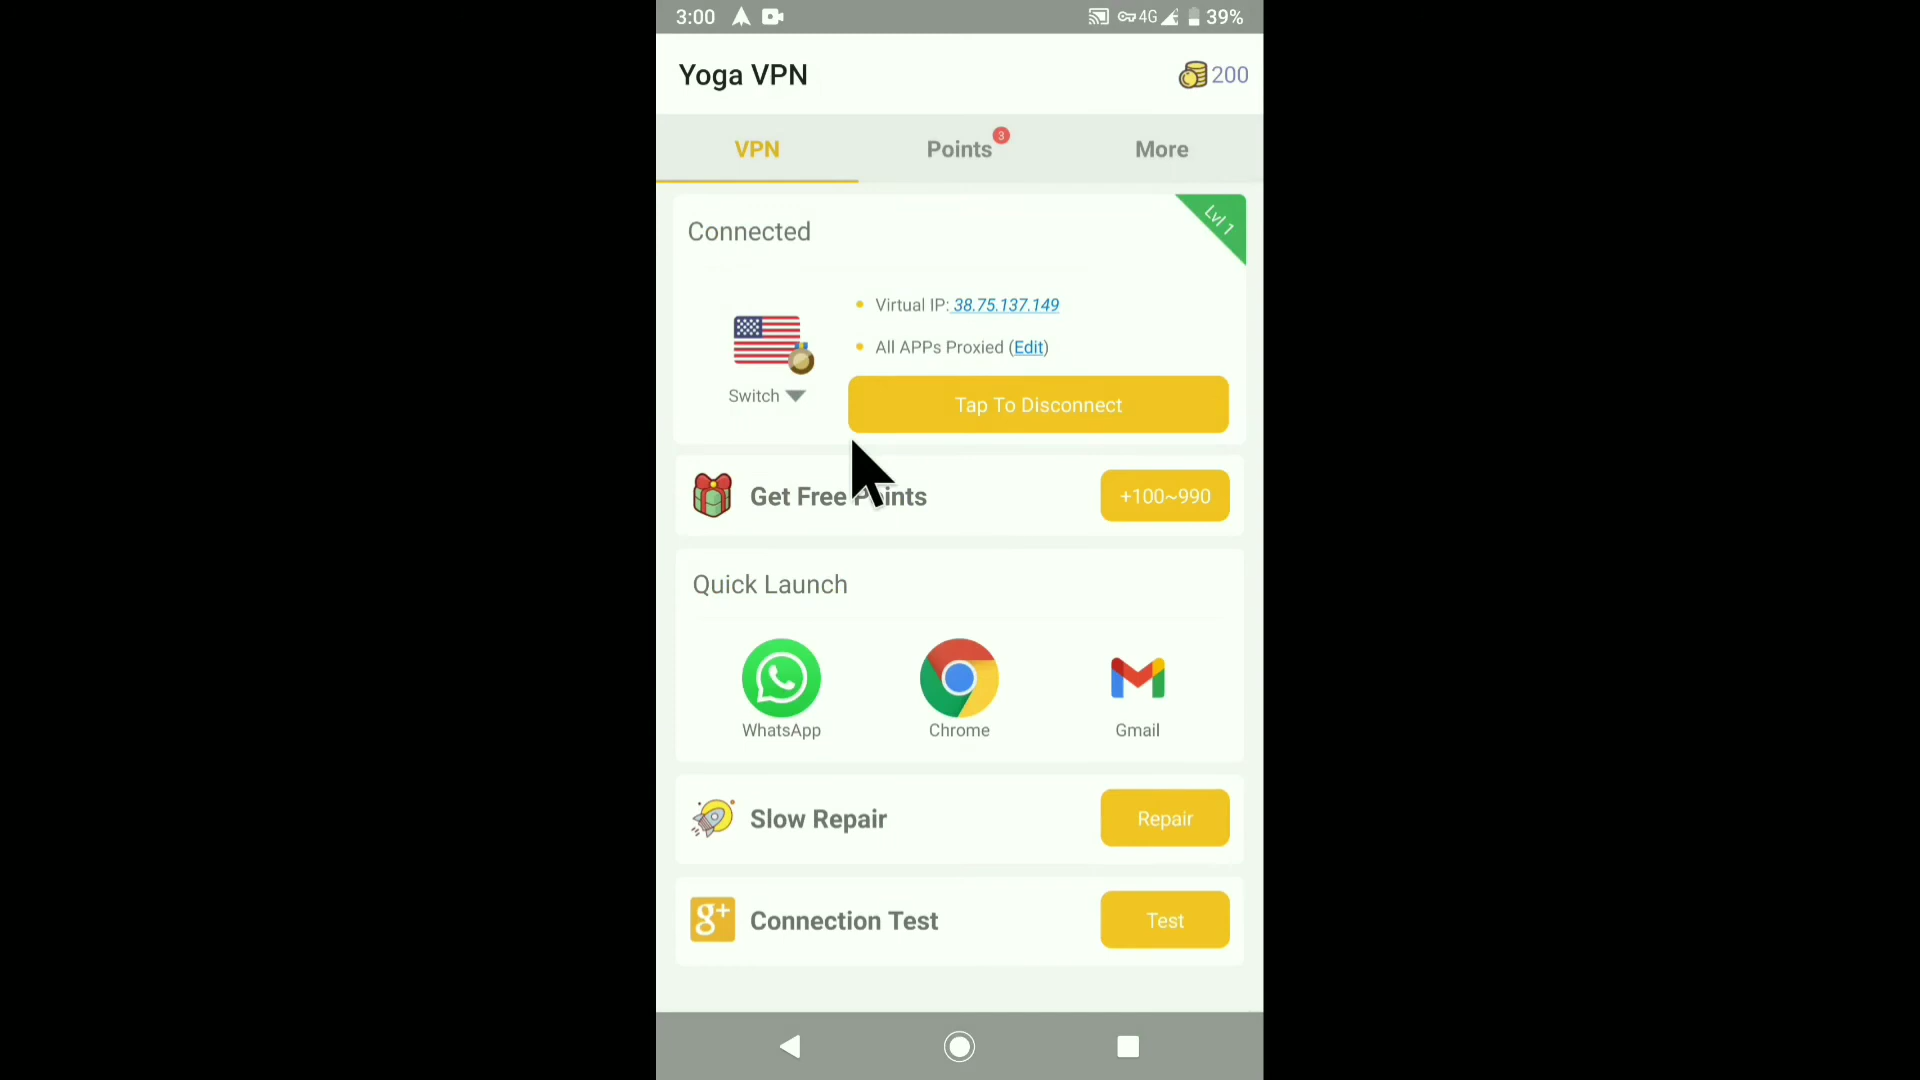 3:00 4G 39%
Yoga VPN 200
VPN Points 3 More
Connected Lvl 1
Virtual IP: 38.75.137.149
All APPs Proxied (Edit)
Switch
Tap To Disconnect
Get Free Points +100~990
Quick Launch
WhatsApp Chrome Gmail
Slow Repair Repair
g+ Connection Test Test